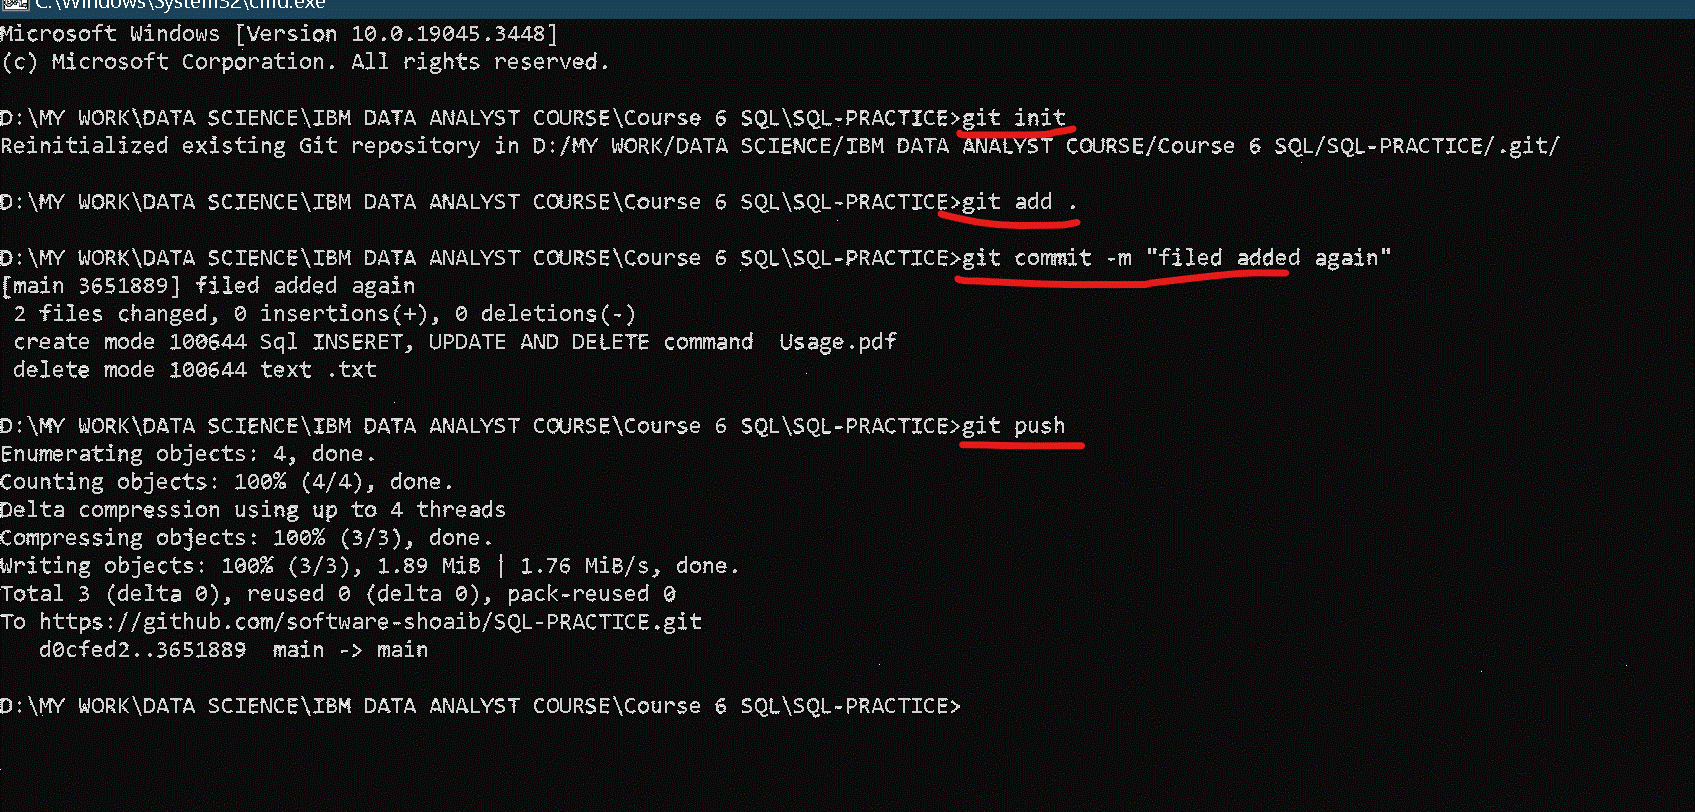 C:\Windows\System32\cmd.exe
Microsoft Windows [Version 10.0.19045.3448]
(c) Microsoft Corporation. All rights reserved.
D:\MY WORK\DATA SCIENCE\IBM DATA ANALYST COURSE\Course 6 SQL\SQL-PRACTICE>git init
Reinitialized existing Git repository in D:/MY WORK/DATA SCIENCE/IBM DATA ANALYST COURSE/Course 6 SQL/SQL-PRACTICE/.git/
D:\MY WORK\DATA SCIENCE\IBM DATA ANALYST COURSE\Course 6 SQL\SQL-PRACTICE>git add .
D:\MY WORK\DATA SCIENCE\IBM DATA ANALYST COURSE\Course 6 SQL\SQL-PRACTICE>git commit -m "filed added again"
[main 3651889] filed added again
2 files changed, 0 insertions(+), 0 deletions(-)
create mode 100644 Sql INSERET, UPDATE AND DELETE command  Usage.pdf
delete mode 100644 text .txt
D:\MY WORK\DATA SCIENCE\IBM DATA ANALYST COURSE\Course 6 SQL\SQL-PRACTICE>git push
Enumerating objects: 4, done.
Counting objects: 100% (4/4), done.
Delta compression using up to 4 threads
Compressing objects: 100% (3/3), done.
Writing objects: 100% (3/3), 1.89 MiB | 1.76 MiB/s, done.
Total 3 (delta 0), reused 0 (delta 0), pack-reused 0
To https://github.com/software-shoaib/SQL-PRACTICE.git
d0cfed2..3651889  main -> main
D:\MY WORK\DATA SCIENCE\IBM DATA ANALYST COURSE\Course 6 SQL\SQL-PRACTICE>